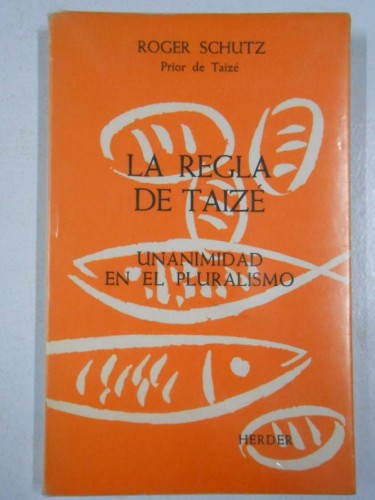 ROGER SCHUTZ
Prior de Taizé
LA REGLA
DE TAIZÉ
UNANIMIDAD
EN EL PLURALISMO
HERDER